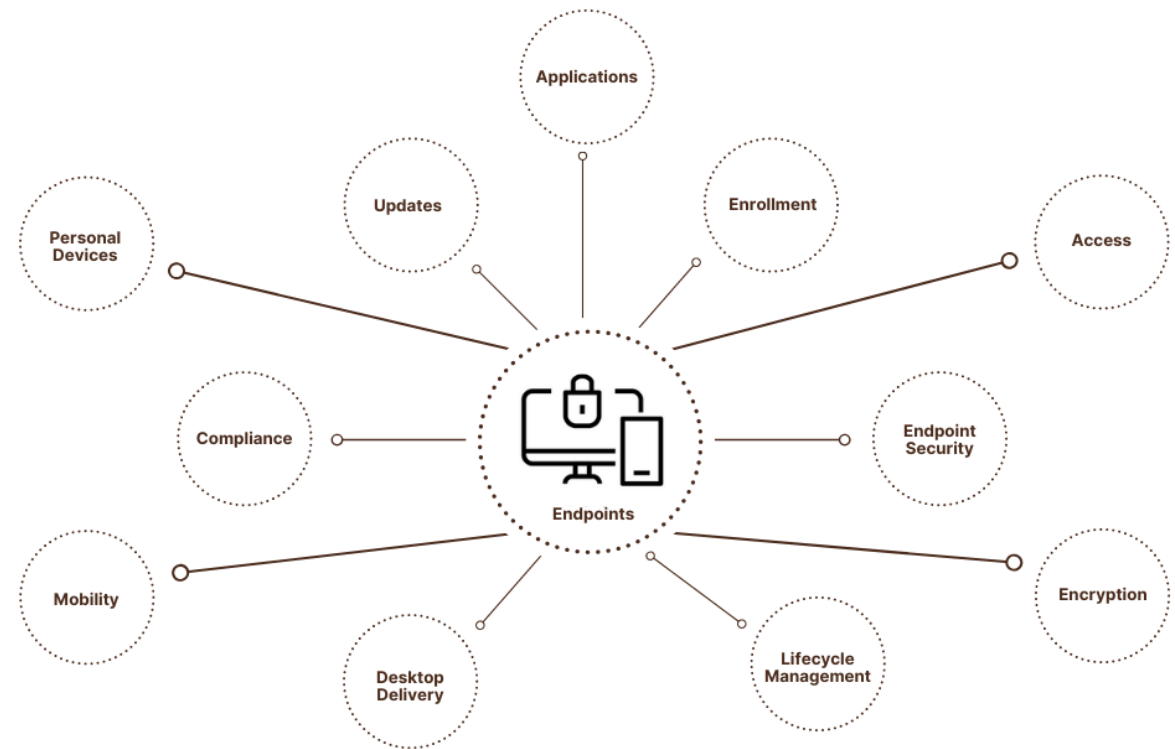 Applications
Updates
Enrollment
Personal
Devices
Access
Compliance
Endpoint
Security
Endpoints
Mobility
Encryption
Desktop
Delivery
Lifecycle
Management